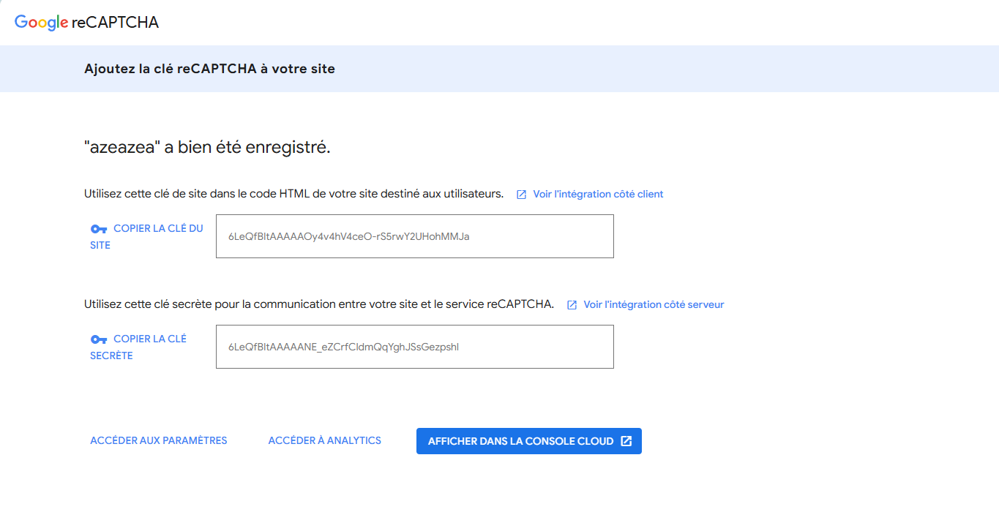 Google reCAPTCHA
Ajoutez la clé reCAPTCHA à votre site
"azeazea" a bien été enregistré.
Utilisez cette clé de site dans le code HTML de votre site destiné aux utilisateurs. Voir l'intégration côté client
COPIER LA CLÉ DU
SITE
6LeQfBItAAAAAOy4v4hV4ceO-rS5rwY2UHohMMJa
Utilisez cette clé secrète pour la communication entre votre site et le service reCAPTCHA. Voir l'intégration côté serveur
COPIER LA CLÉ
SECRÈTE
6LeQfBItAAAAANE_eZCrfCIdmQqYghJSsGezpshl
ACCÉDER AUX PARAMÈTRES
ACCÉDER À ANALYTICS
AFFICHER DANS LA CONSOLE CLOUD